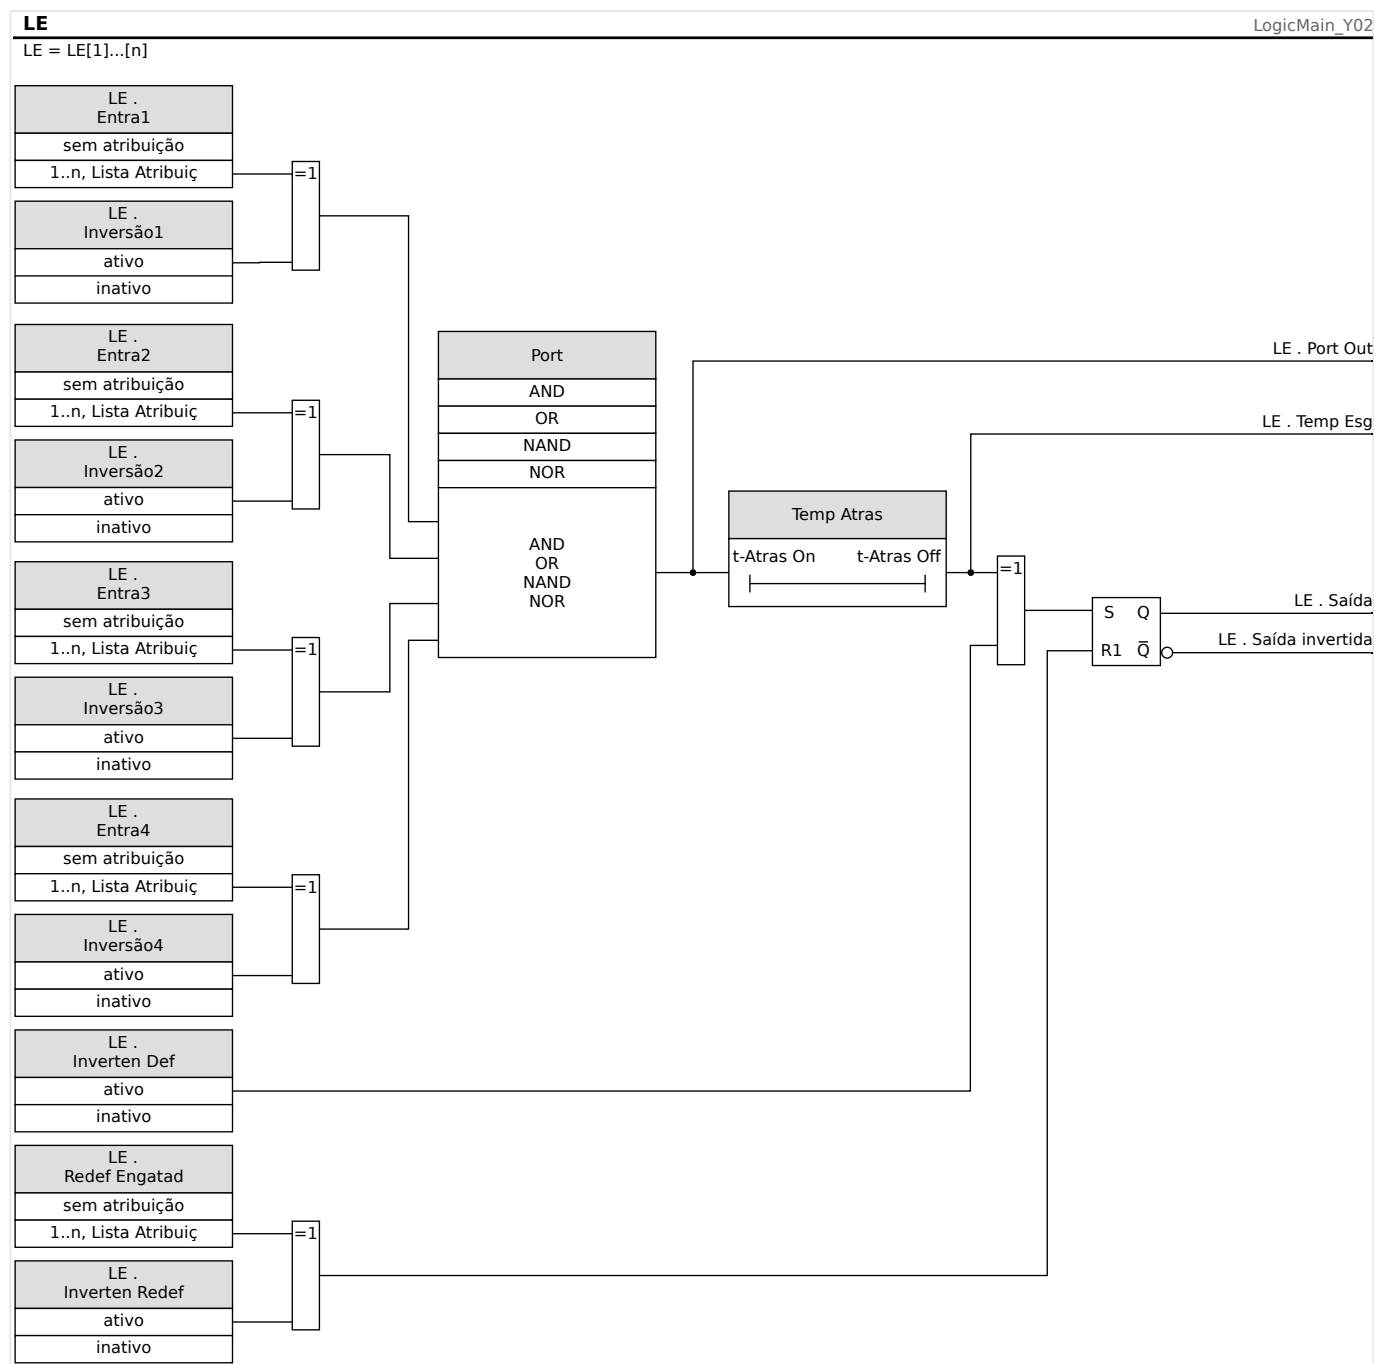 LE
LogicMain_Y02
LE = LE[1]...[n]
LE .
Entra1
sem atribuição
1..n, Lista Atribuiç
=1
LE .
Inversão1
ativo
inativo
LE .
Entra2
sem atribuição
1..n, Lista Atribuiç
=1
LE .
Inversão2
ativo
inativo
LE .
Entra3
sem atribuição
1..n, Lista Atribuiç
=1
LE .
Inversão3
ativo
inativo
LE .
Entra4
sem atribuição
1..n, Lista Atribuiç
=1
LE .
Inversão4
ativo
inativo
LE .
Inverten Def
ativo
inativo
LE .
Redef Engatad
sem atribuição
1..n, Lista Atribuiç
=1
LE .
Inverten Redef
ativo
inativo
Port
AND
OR
NAND
NOR
AND
OR
NAND
NOR
Temp Atras
t-Atras On t-Atras Off
=1
S Q
R1 Q̅
LE . Port Out
LE . Temp Esg
LE . Saída
LE . Saída invertida